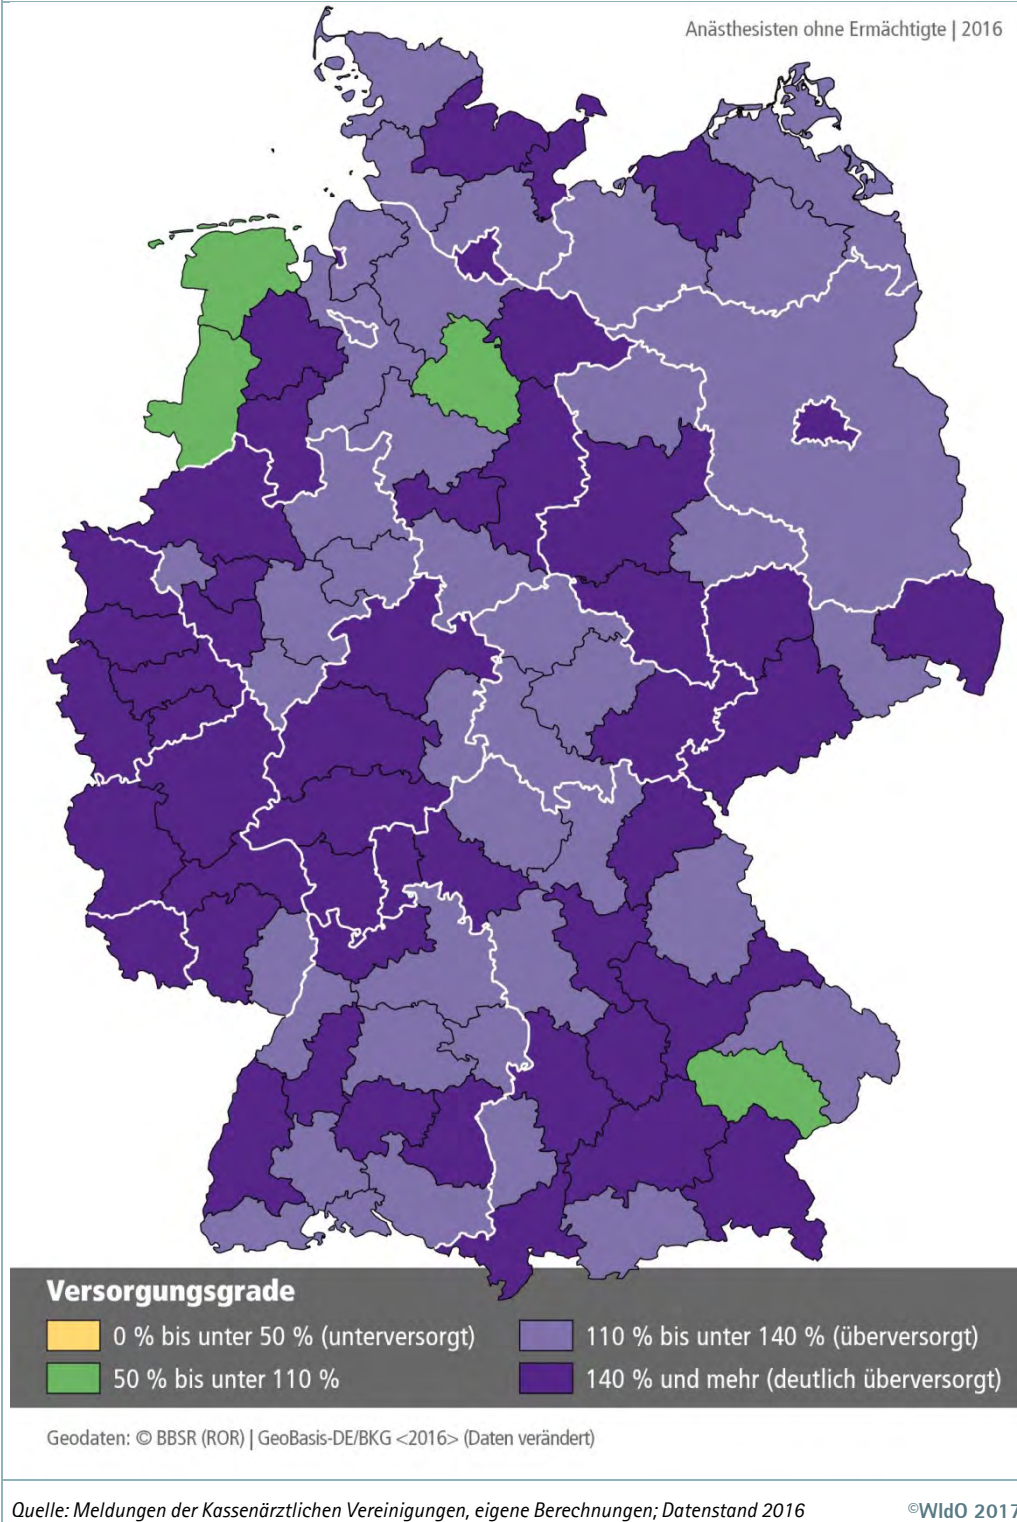 Anästhesisten ohne Ermächtigte | 2016
Versorgungsgrade
0 % bis unter 50 % (unterversorgt)
110 % bis unter 140 % (überversorgt)
50 % bis unter 110 %
140 % und mehr (deutlich überversorgt)
Geodaten: © BBSR (ROR) | GeoBasis-DE/BKG <2016> (Daten verändert)
Quelle: Meldungen der Kassenärztlichen Vereinigungen, eigene Berechnungen; Datenstand 2016 ©WIdO 2017